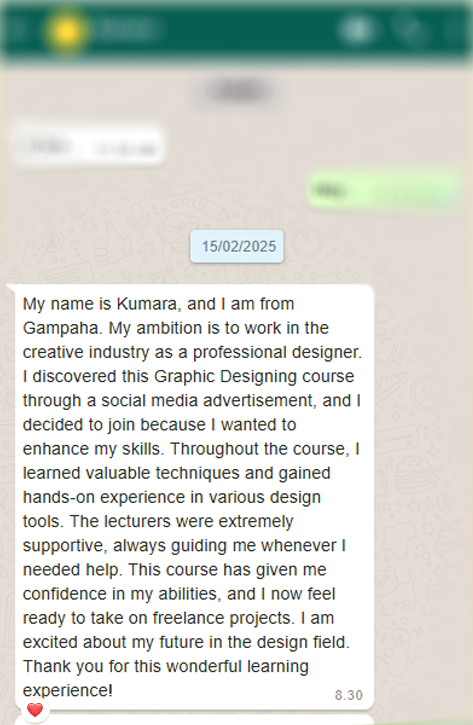 15/02/2025
My name is Kumara, and I am from
Gampaha. My ambition is to work in the
creative industry as a professional designer.
I discovered this Graphic Designing course
through a social media advertisement, and I
decided to join because I wanted to
enhance my skills. Throughout the course, I
learned valuable techniques and gained
hands-on experience in various design
tools. The lecturers were extremely
supportive, always guiding me whenever I
needed help. This course has given me
confidence in my abilities, and I now feel
ready to take on freelance projects. I am
excited about my future in the design field.
Thank you for this wonderful learning
experience!
8.30